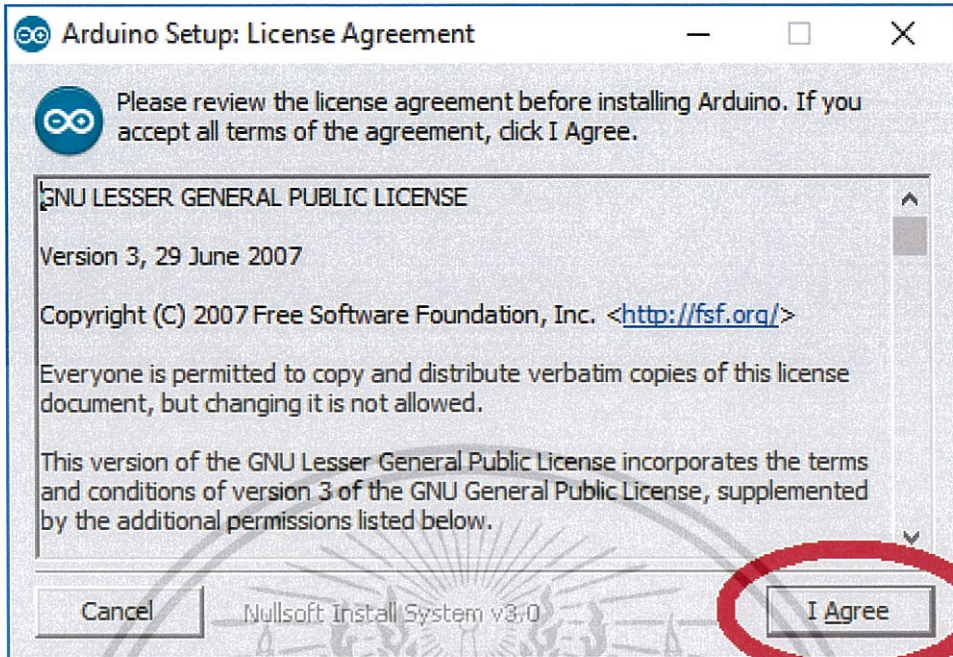 Arduino Setup: License Agreement
Please review the license agreement before installing Arduino. If you
accept all terms of the agreement, click I Agree.
GNU LESSER GENERAL PUBLIC LICENSE
Version 3, 29 June 2007
Copyright (C) 2007 Free Software Foundation, Inc. <http://fsf.org/>
Everyone is permitted to copy and distribute verbatim copies of this license
document, but changing it is not allowed.
This version of the GNU Lesser General Public License incorporates the terms
and conditions of version 3 of the GNU General Public License, supplemented
by the additional permissions listed below.
Cancel
Nullsoft Install System v3.0
I Agree